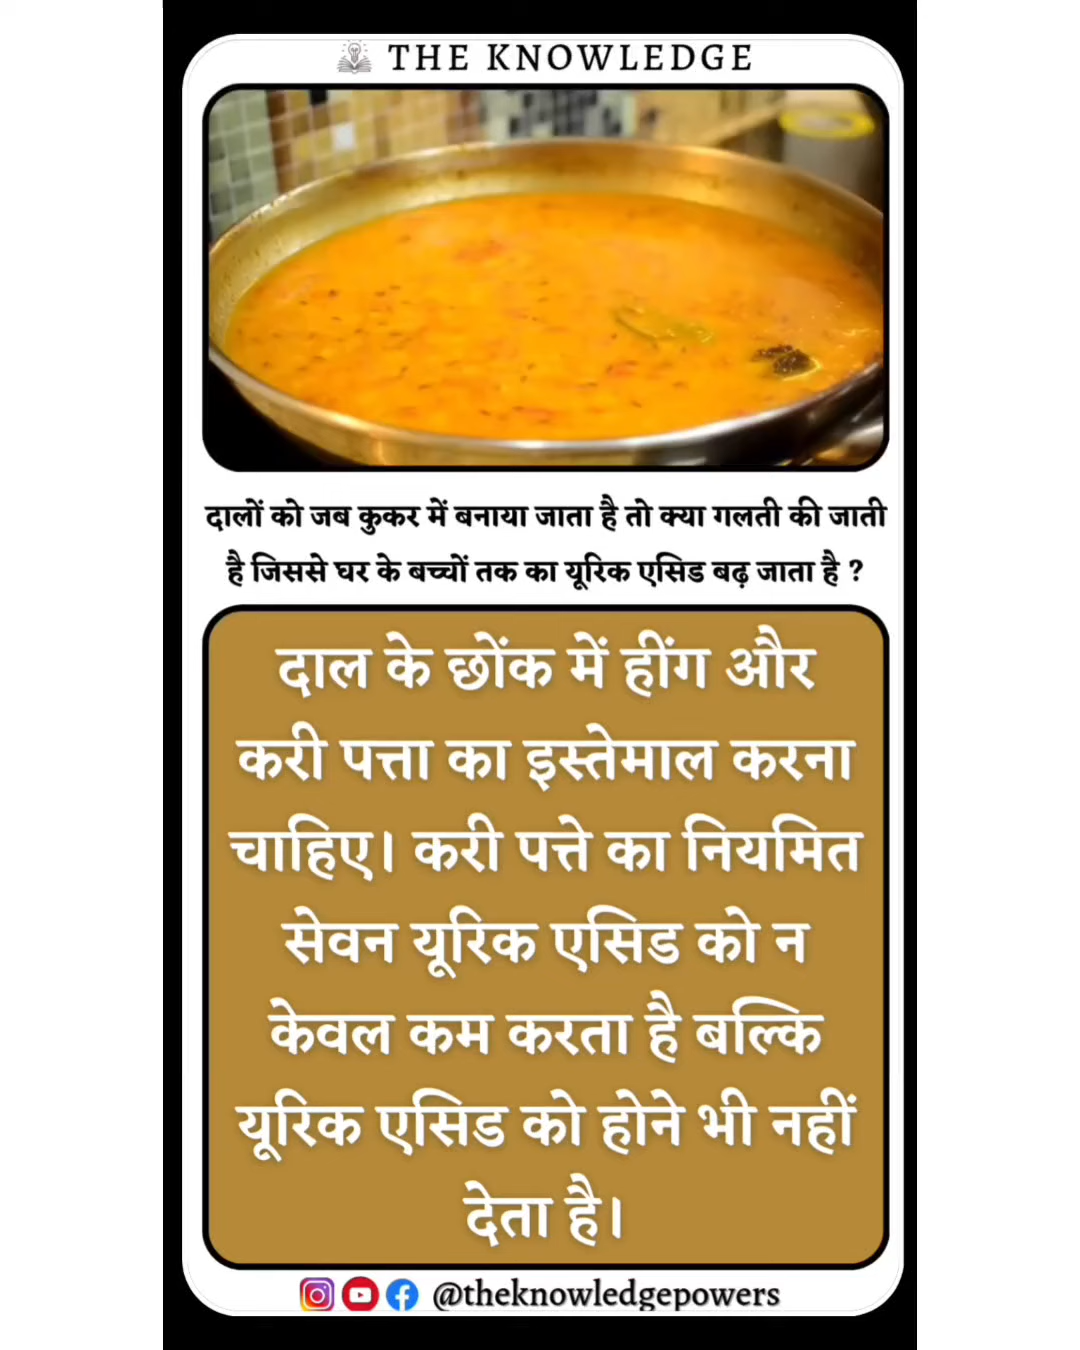 THE KNOWLEDGE
दालों को जब कुकर में बनाया जाता है तो क्या गलती की जाती
है जिससे घर के बच्चों तक का यूरिक एसिड बढ़ जाता है ?
दाल के छोंक में हींग और
करी पत्ता का इस्तेमाल करना
चाहिए। करी पत्ते का नियमित
सेवन यूरिक एसिड को न
केवल कम करता है बल्कि
यूरिक एसिड को होने भी नहीं
देता है।
@theknowledgepowers